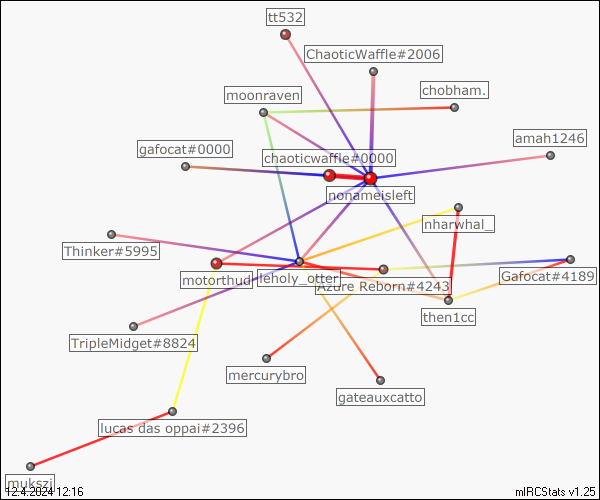 tt532
ChaoticWaffle#2006
chobham.
moonraven
amah1246
gafocat#0000
chaoticwaffle#0000
nonameisleft
nharwhal_
Thinker#5995
motorthud
leholy_otter
Azure Reborn#4243
Gafocat#4189
then1cc
TripleMidget#8824
mercurybro
gateauxcatto
lucas das oppai#2396
mukszi
12.4.2024 12:16
mIRCStats v1.25